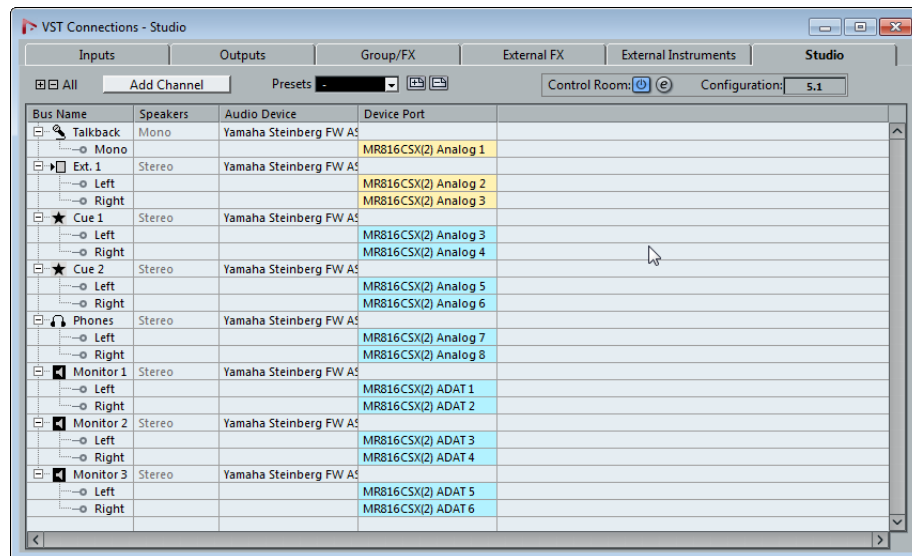 VST Connections - Studio
Inputs Outputs Group/FX External FX External Instruments Studio
All Add Channel Presets - Control Room: e Configuration: 5.1
Bus Name Speakers Audio Device Device Port
Talkback Mono Yamaha Steinberg FW AS
Mono MR816CSX(2) Analog 1
Ext. 1 Stereo Yamaha Steinberg FW AS
Left MR816CSX(2) Analog 2
Right MR816CSX(2) Analog 3
Cue 1 Stereo Yamaha Steinberg FW AS
Left MR816CSX(2) Analog 3
Right MR816CSX(2) Analog 4
Cue 2 Stereo Yamaha Steinberg FW AS
Left MR816CSX(2) Analog 5
Right MR816CSX(2) Analog 6
Phones Stereo Yamaha Steinberg FW AS
Left MR816CSX(2) Analog 7
Right MR816CSX(2) Analog 8
Monitor 1 Stereo Yamaha Steinberg FW AS
Left MR816CSX(2) ADAT 1
Right MR816CSX(2) ADAT 2
Monitor 2 Stereo Yamaha Steinberg FW AS
Left MR816CSX(2) ADAT 3
Right MR816CSX(2) ADAT 4
Monitor 3 Stereo Yamaha Steinberg FW AS
Left MR816CSX(2) ADAT 5
Right MR816CSX(2) ADAT 6